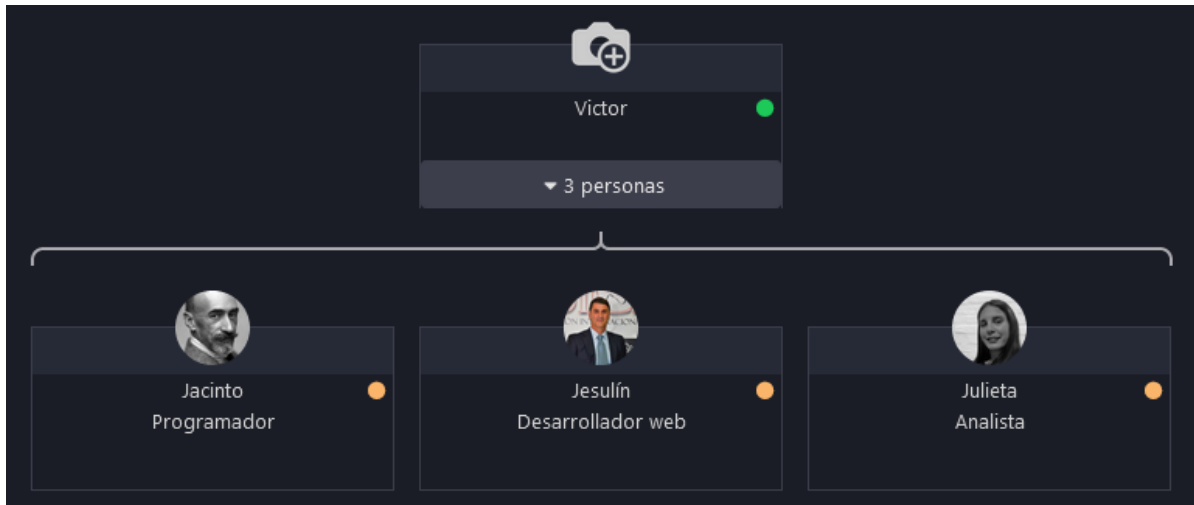 Victor
3 personas
Jacinto
Programador
Jesulín
Desarrollador web
Julieta
Analista